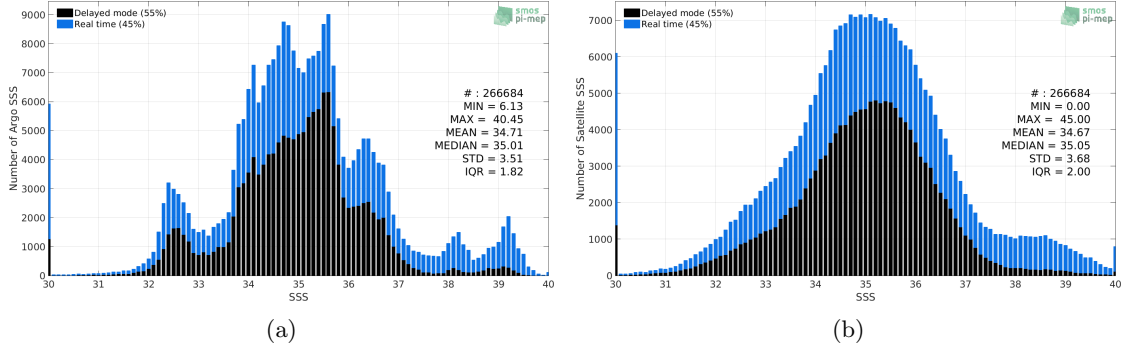 Delayed mode (55%)
Real time (45%)
smos
pi-mep
# : 266684
MIN = 6.13
MAX = 40.45
MEAN = 34.71
MEDIAN = 35.01
STD = 3.51
IQR = 1.82
Number of Argo SSS
9000
8000
7000
6000
5000
4000
3000
2000
1000
0
30 31 32 33 34 35 36 37 38 39 40
SSS
(a)
Delayed mode (55%)
Real time (45%)
smos
pi-mep
# : 266684
MIN = 0.00
MAX = 45.00
MEAN = 34.67
MEDIAN = 35.05
STD = 3.68
IQR = 2.00
Number of Satellite SSS
7000
6000
5000
4000
3000
2000
1000
0
30 31 32 33 34 35 36 37 38 39 40
SSS
(b)